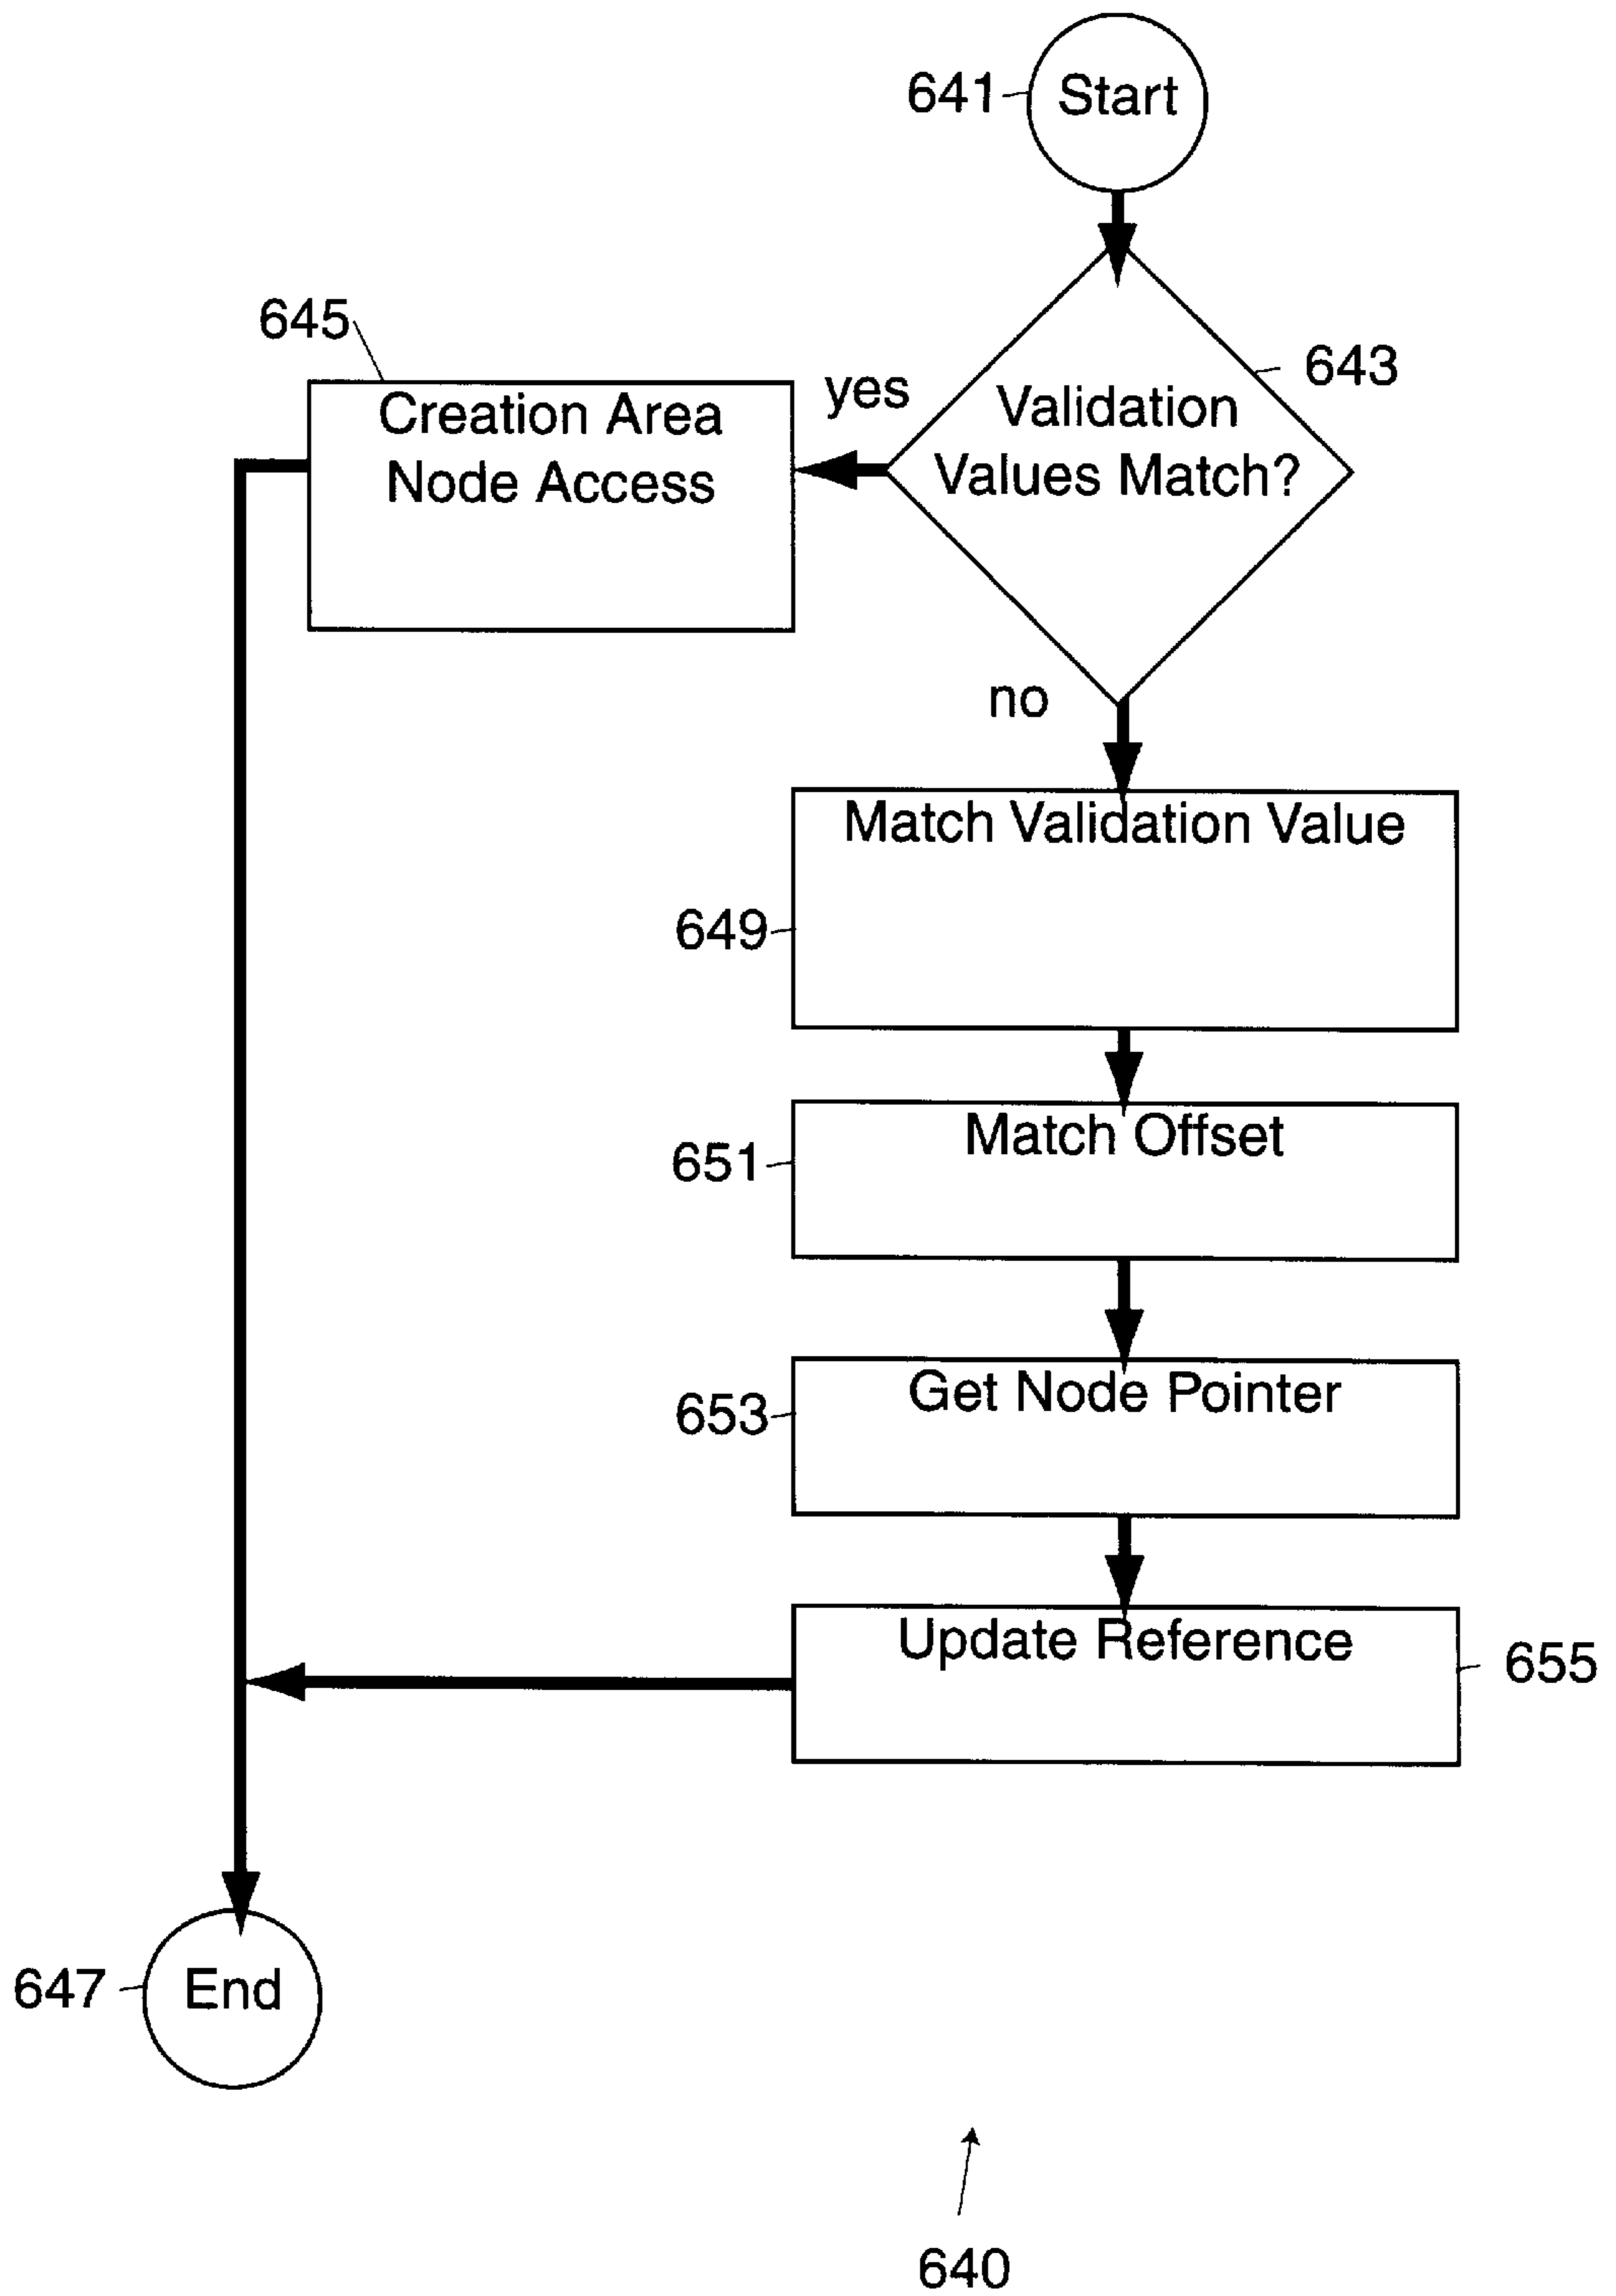 641
Start
645
643
yes
Creation Area
Node Access
Validation
Values Match?
no
Match Validation Value
649
Match Offset
651
Get Node Pointer
653
Update Reference
655
647
End
640